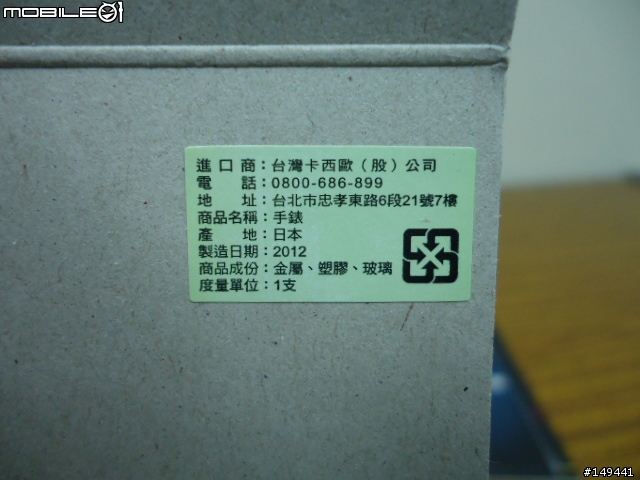 MOBILE01
進口商：台灣卡西歐（股）公司
電話：0800-686-899
地址：台北市忠孝東路6段21號7樓
商品名稱：手錶
產地：日本
製造日期：2012
商品成份：金屬、塑膠、玻璃
度量單位：1支
#149441